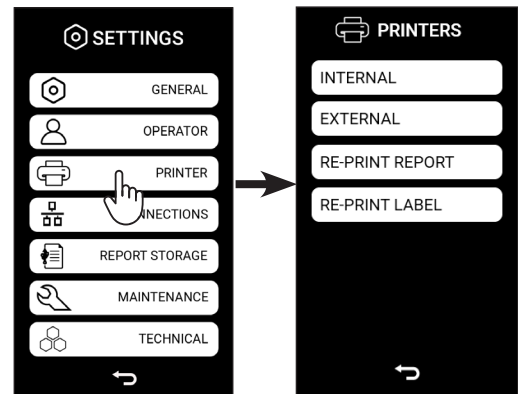 SETTINGS
GENERAL
OPERATOR
PRINTER
NNECTIONS
REPORT STORAGE
MAINTENANCE
TECHNICAL
PRINTERS
INTERNAL
EXTERNAL
RE-PRINT REPORT
RE-PRINT LABEL